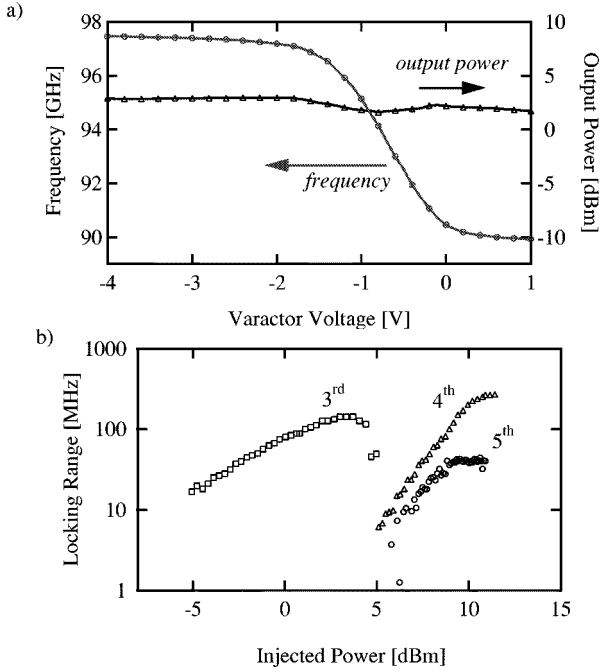 a)
98
96
94
92
90
Frequency [GHz]
10
5
0
-5
-10
Output Power [dBm]
output power
frequency
-4
-3
-2
-1
0
1
Varactor Voltage [V]
b)
1000
100
10
1
Locking Range [MHz]
3rd
4th
5th
-5
0
5
10
15
Injected Power [dBm]